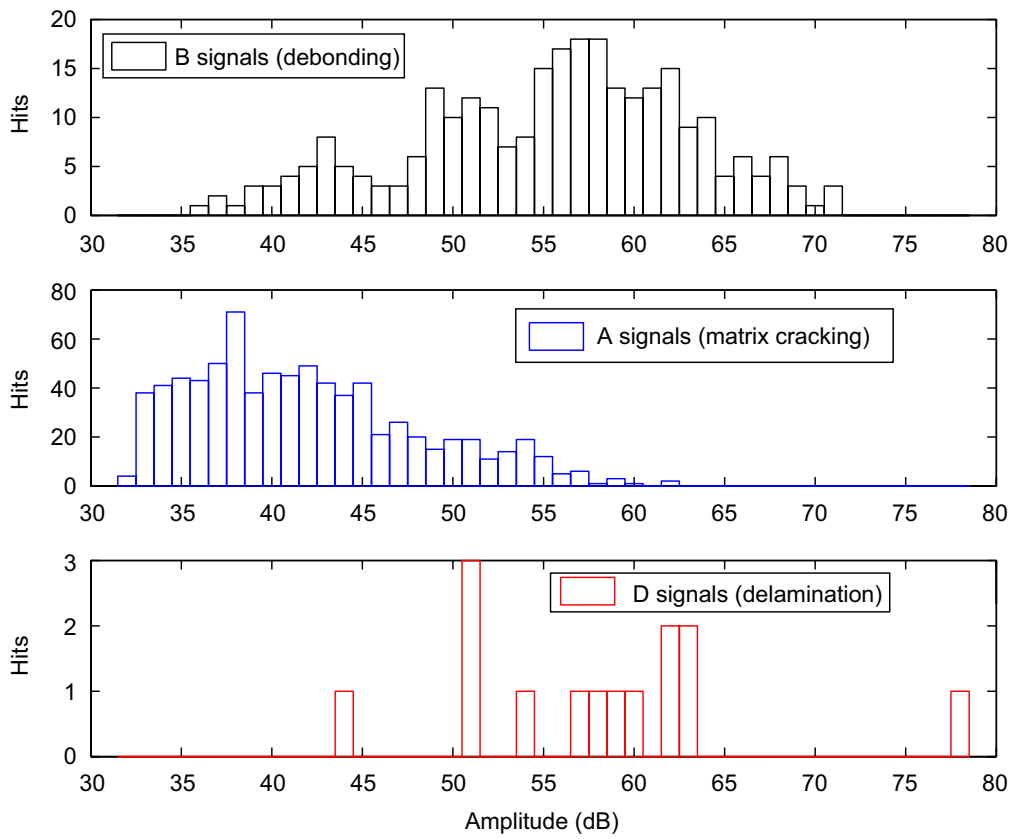 20
15
10
5
0
Hits
B signals (debonding)
30 35 40 45 50 55 60 65 70 75 80
80
60
40
20
0
Hits
A signals (matrix cracking)
30 35 40 45 50 55 60 65 70 75 80
3
2
1
0
Hits
D signals (delamination)
30 35 40 45 50 55 60 65 70 75 80
Amplitude (dB)